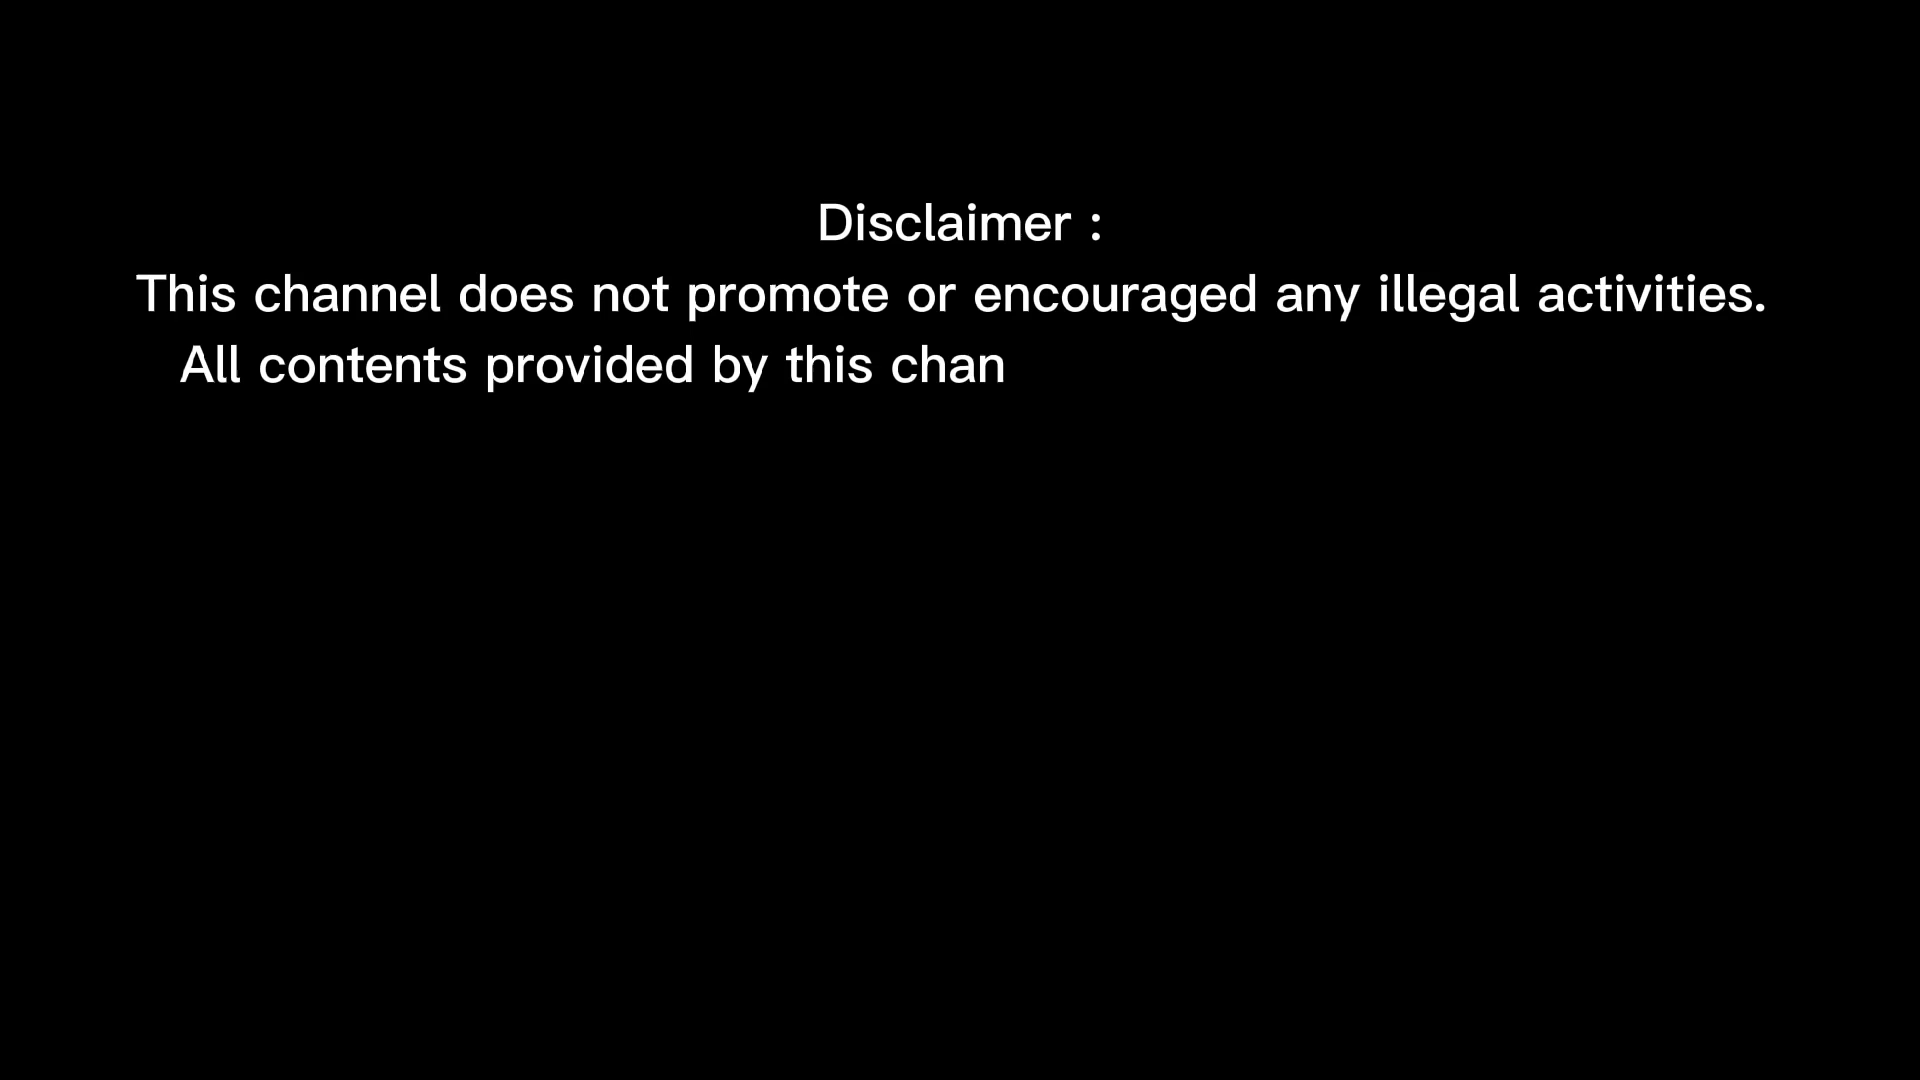 Disclaimer :
This channel does not promote or encouraged any illegal activities.
All contents provided by this chan